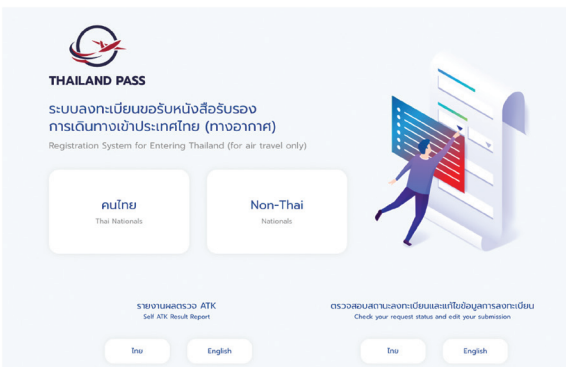 THAILAND PASS
ระบบลงทะเบียนขอรับหนังสือรับรอง
การเดินทางเข้าประเทศไทย (ทางอากาศ)
Registration System for Entering Thailand (for air travel only)
คนไทย
Thai Nationals
Non-Thai
Nationals
รายงานผลตรวจ ATK
Self ATK Result Report
ไทย
English
ตรวจสอบสถานะลงทะเบียนและแก้ไขข้อมูลการลงทะเบียน
Check your request status and edit your submission
ไทย
English